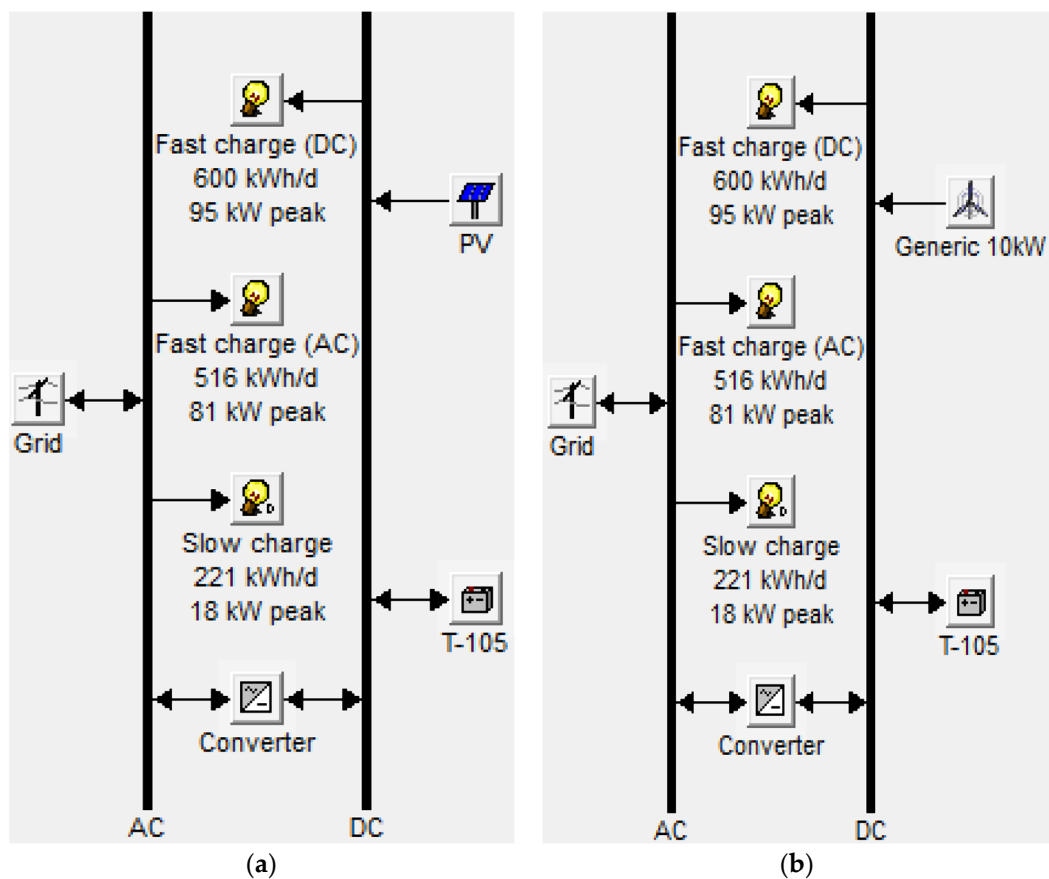 Fast charge (DC)
600 kWh/d
95 kW peak
PV
Fast charge (AC)
516 kWh/d
81 kW peak
Grid
Slow charge
221 kWh/d
18 kW peak
T-105
Converter
AC
DC
(a)
Fast charge (DC)
600 kWh/d
95 kW peak
Generic 10kW
Fast charge (AC)
516 kWh/d
81 kW peak
Grid
D
Slow charge
221 kWh/d
18 kW peak
T-105
Converter
AC
DC
(b)